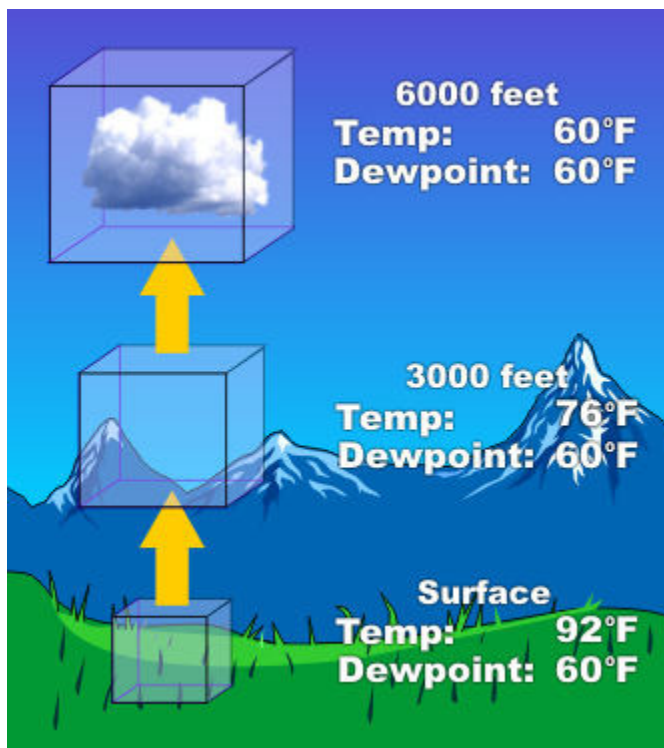 6000 feet
Temp: 60°F
Dewpoint: 60°F
3000 feet
Temp: 76°F
Dewpoint: 60°F
Surface
Temp: 92°F
Dewpoint: 60°F